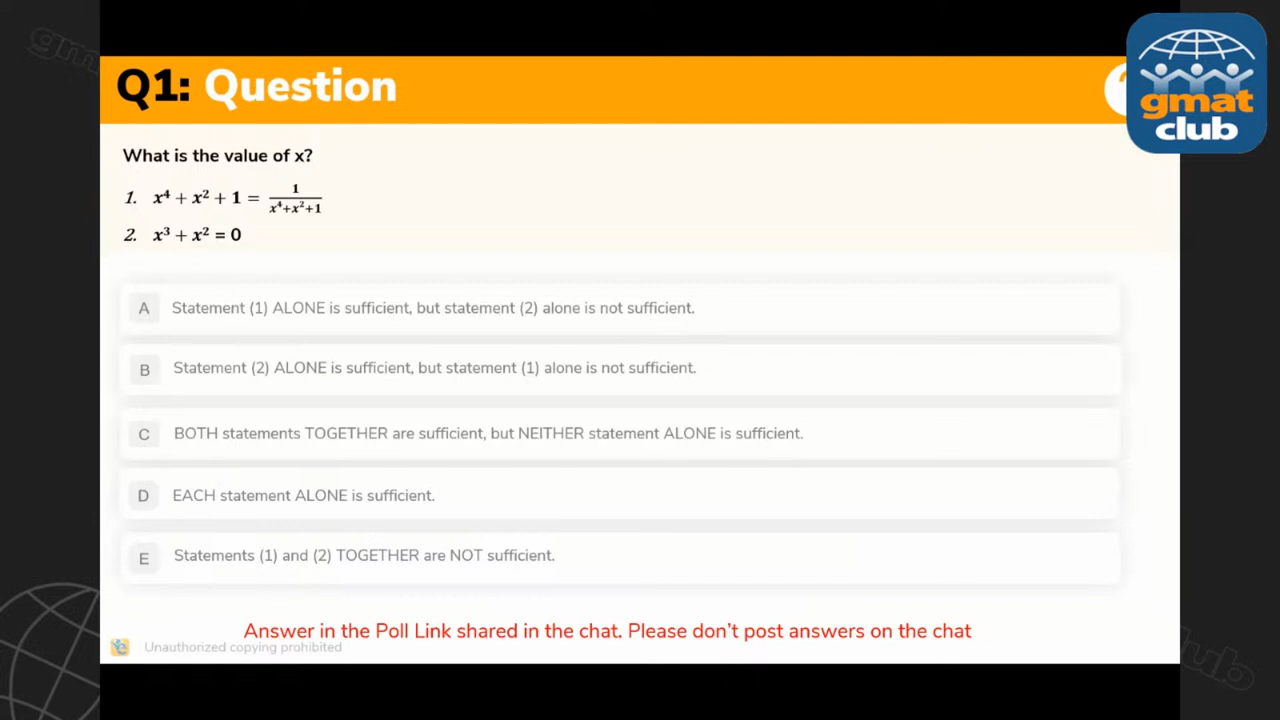 Q1: Question
gmat
club
What is the value of x?
1. x⁴ + x² + 1 = 1/(x⁴+x²+1)
2. x³ + x² = 0
A Statement (1) ALONE is sufficient, but statement (2) alone is not sufficient.
B Statement (2) ALONE is sufficient, but statement (1) alone is not sufficient.
C BOTH statements TOGETHER are sufficient, but NEITHER statement ALONE is sufficient.
D EACH statement ALONE is sufficient.
E Statements (1) and (2) TOGETHER are NOT sufficient.
Answer in the Poll Link shared in the chat. Please don't post answers on the chat
Unauthorized copying prohibited